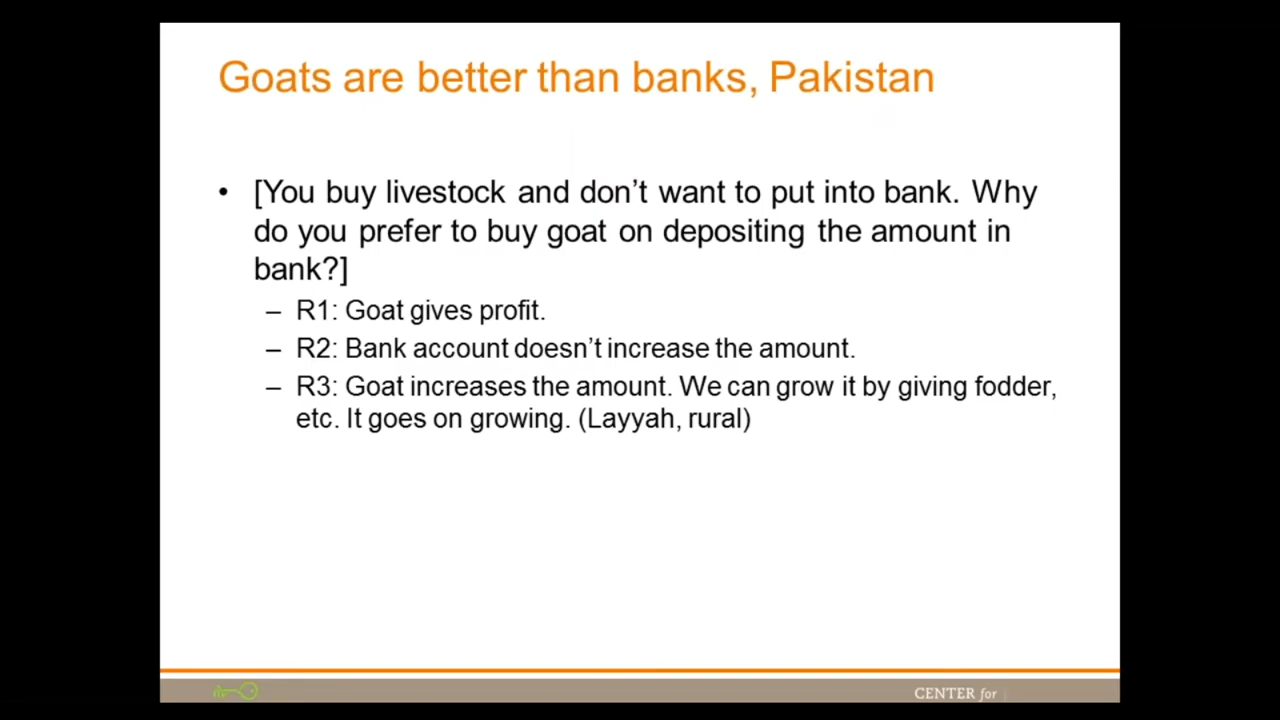 Goats are better than banks, Pakistan
• [You buy livestock and don’t want to put into bank. Why
do you prefer to buy goat on depositing the amount in
bank?]
– R1: Goat gives profit.
– R2: Bank account doesn’t increase the amount.
– R3: Goat increases the amount. We can grow it by giving fodder,
etc. It goes on growing. (Layyah, rural)
CENTER for